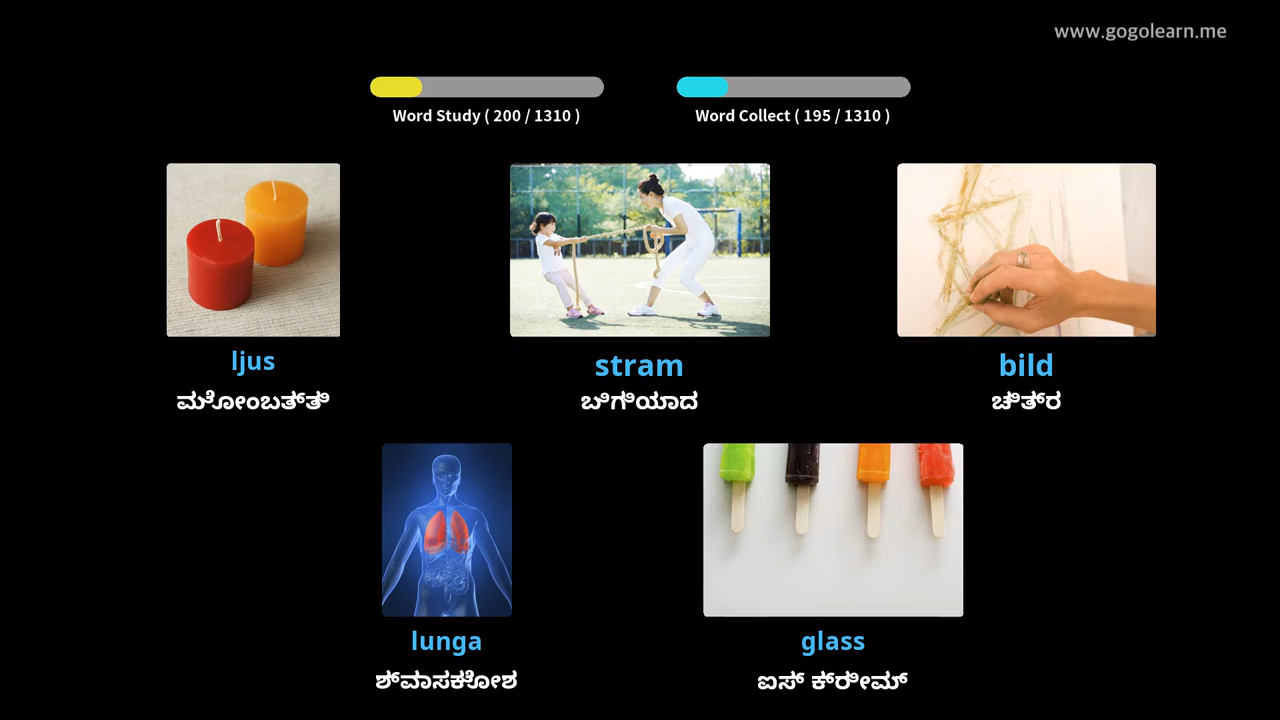 www.gogolearn.me
Word Study ( 200 / 1310 )
Word Collect ( 195 / 1310 )
ljus
ಮೋಂಬತ್ತಿ
stram
ಬಿಗಿಯಾದ
bild
ಚಿತ್ರ
lunga
ಶ್ವಾಸಕೋಶ
glass
ಐಸ್ ಕ್ರೀಮ್